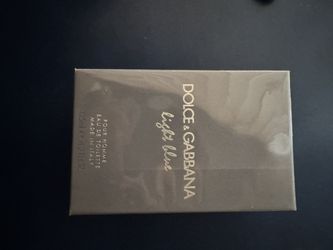 DOLCE & GABBANA
light blue
POUR HOMME
EAU DE TOILETTE
MADE IN ITALY